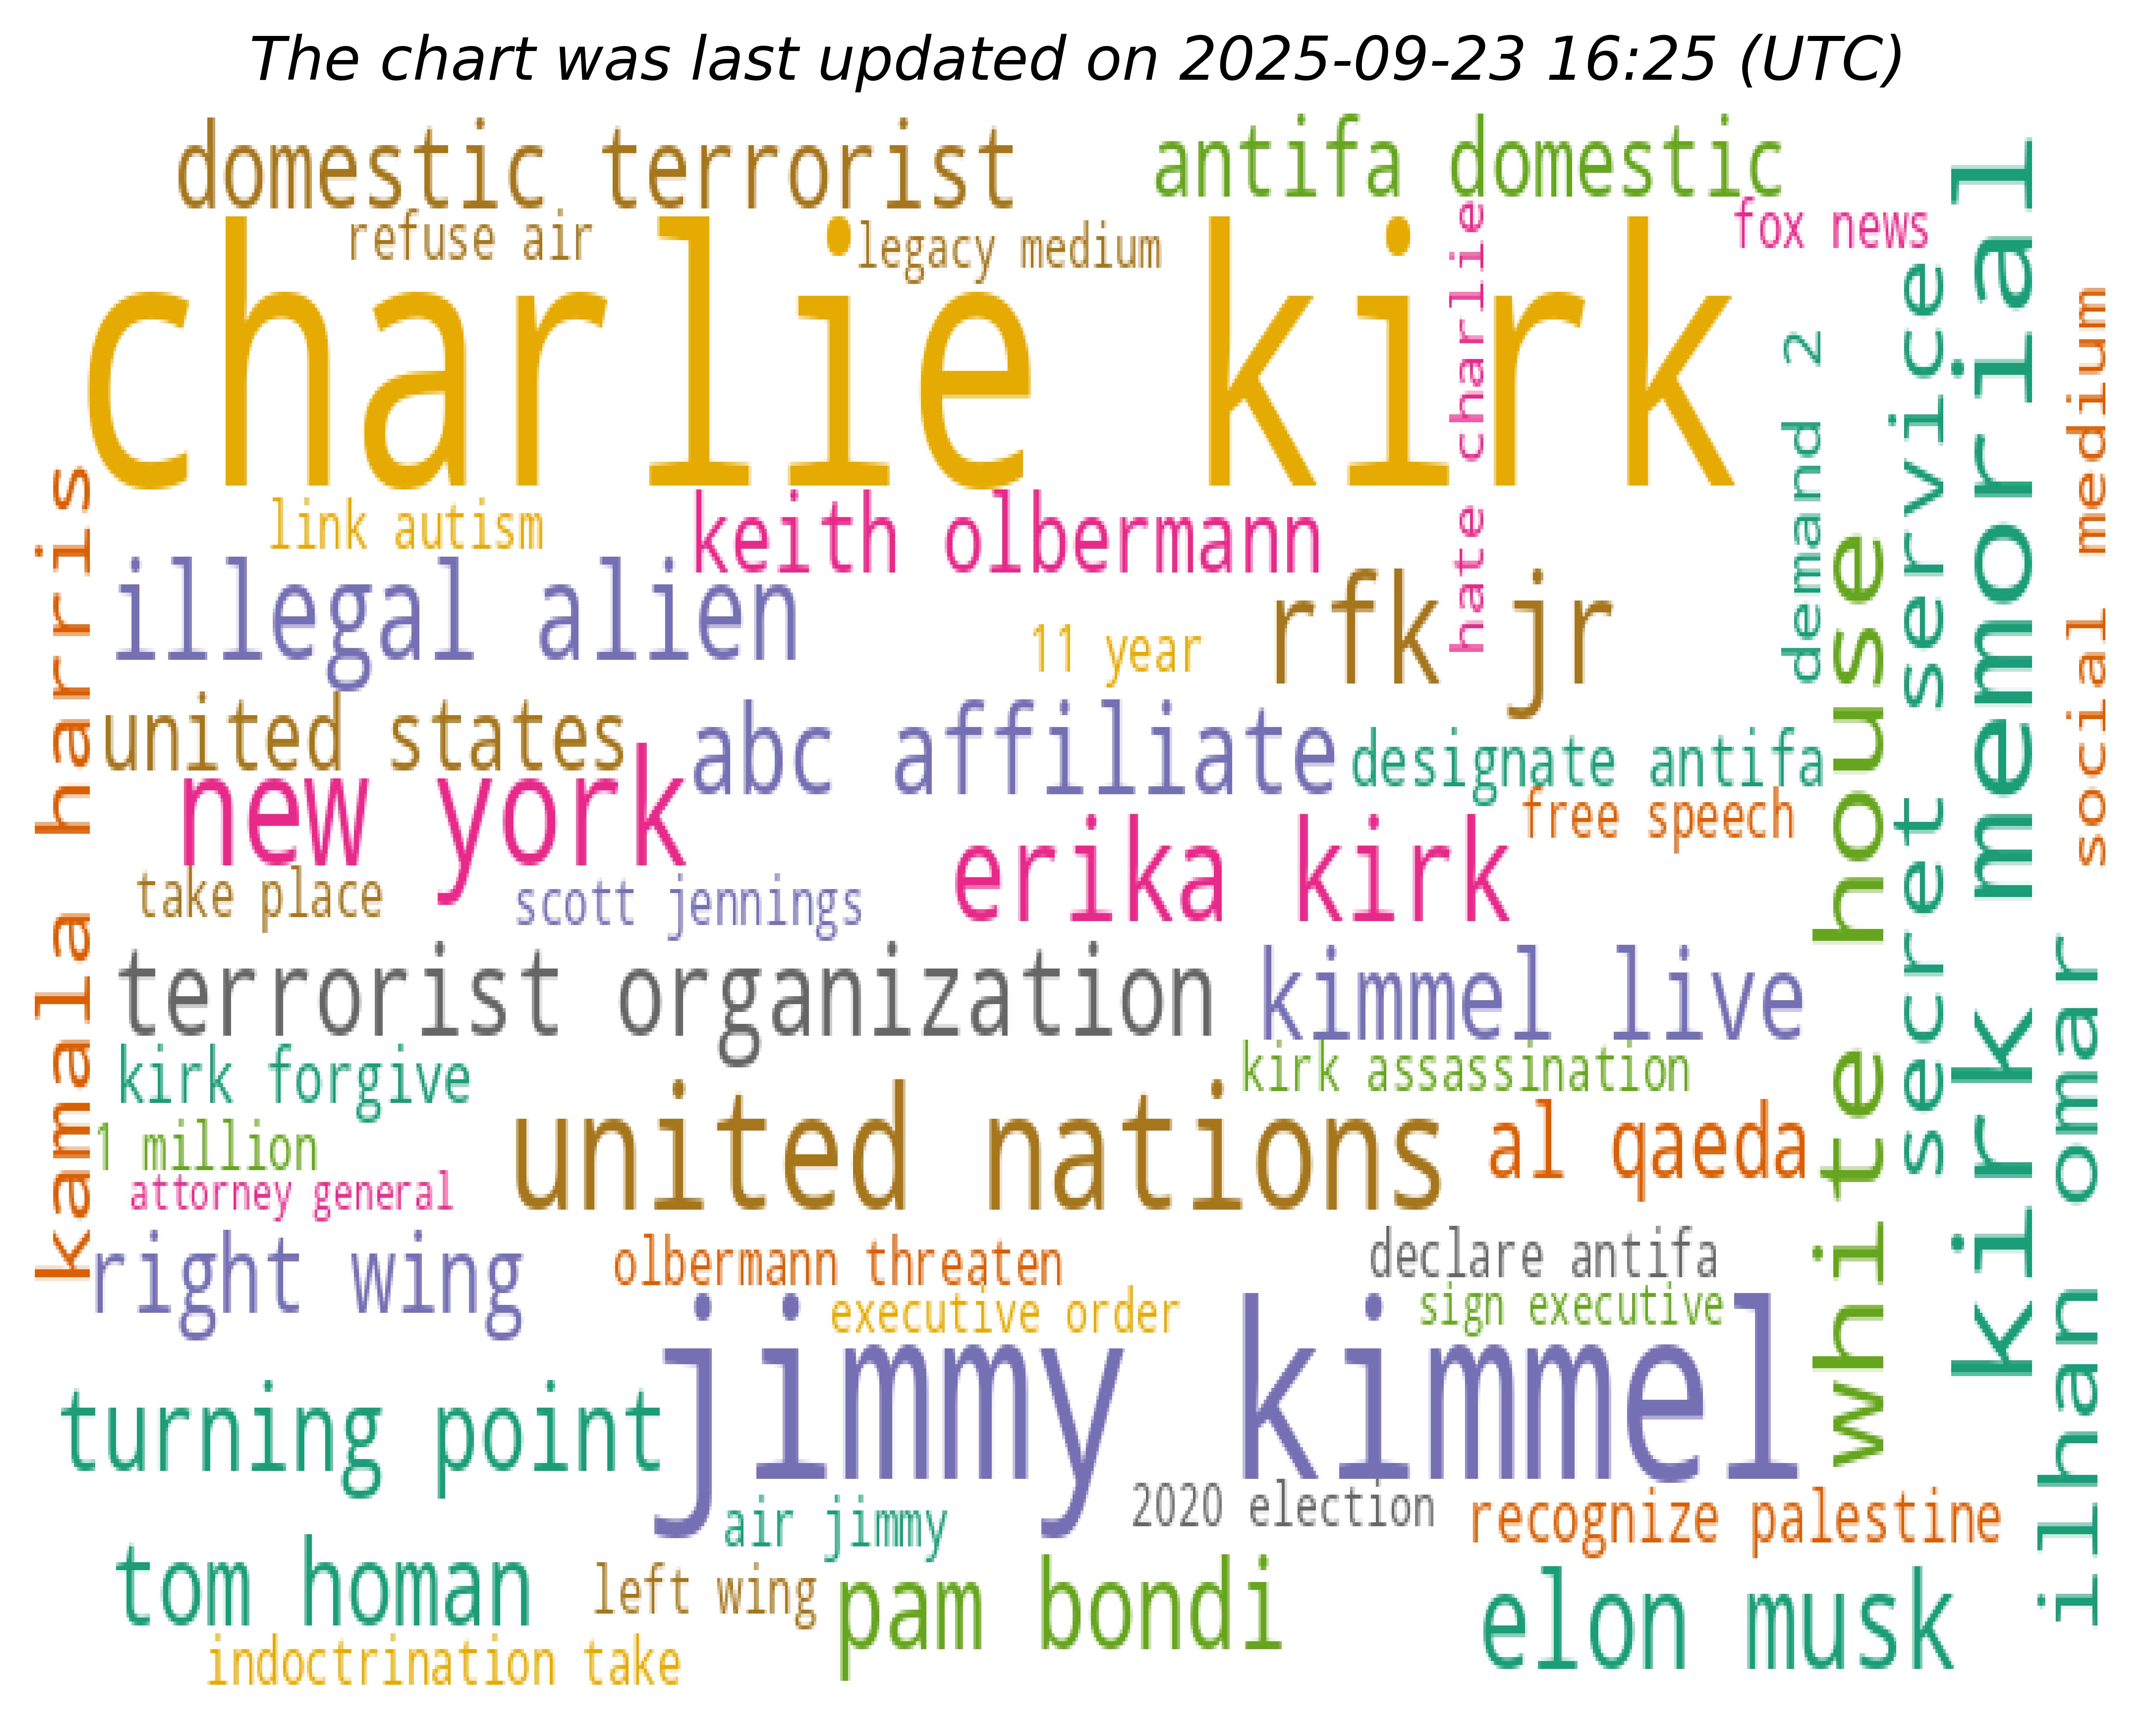 The chart was last updated on 2025-09-23 16:25 (UTC)
domestic terrorist
antifa domestic
refuse air
legacy medium
fox news
charlie kirk
hate charlie
demand 2
secret service
kirk memorial
social medium
kamala harris
link autism
keith olbermann
illegal alien
11 year
rfk jr
white house
united states
abc affiliate
designate antifa
new york
free speech
erika kirk
take place
scott jennings
terrorist organization
kimmel live
kirk forgive
kirk assassination
ilhan omar
united nations
al qaeda
1 million
attorney general
right wing
olbermann threaten
declare antifa
executive order
sign executive
jimmy kimmel
turning point
air jimmy
2020 election
recognize palestine
tom homan
left wing
pam bondi
elon musk
indoctrination take